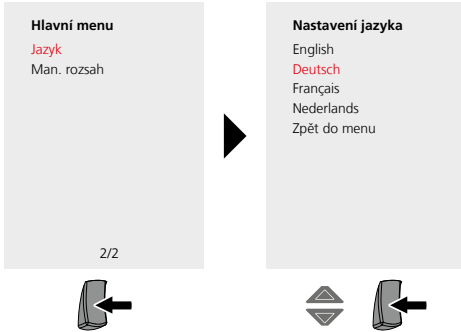 Hlavní menu
Jazyk
Man. rozsah
2/2
Nastavení jazyka
English
Deutsch
Français
Nederlands
Zpět do menu